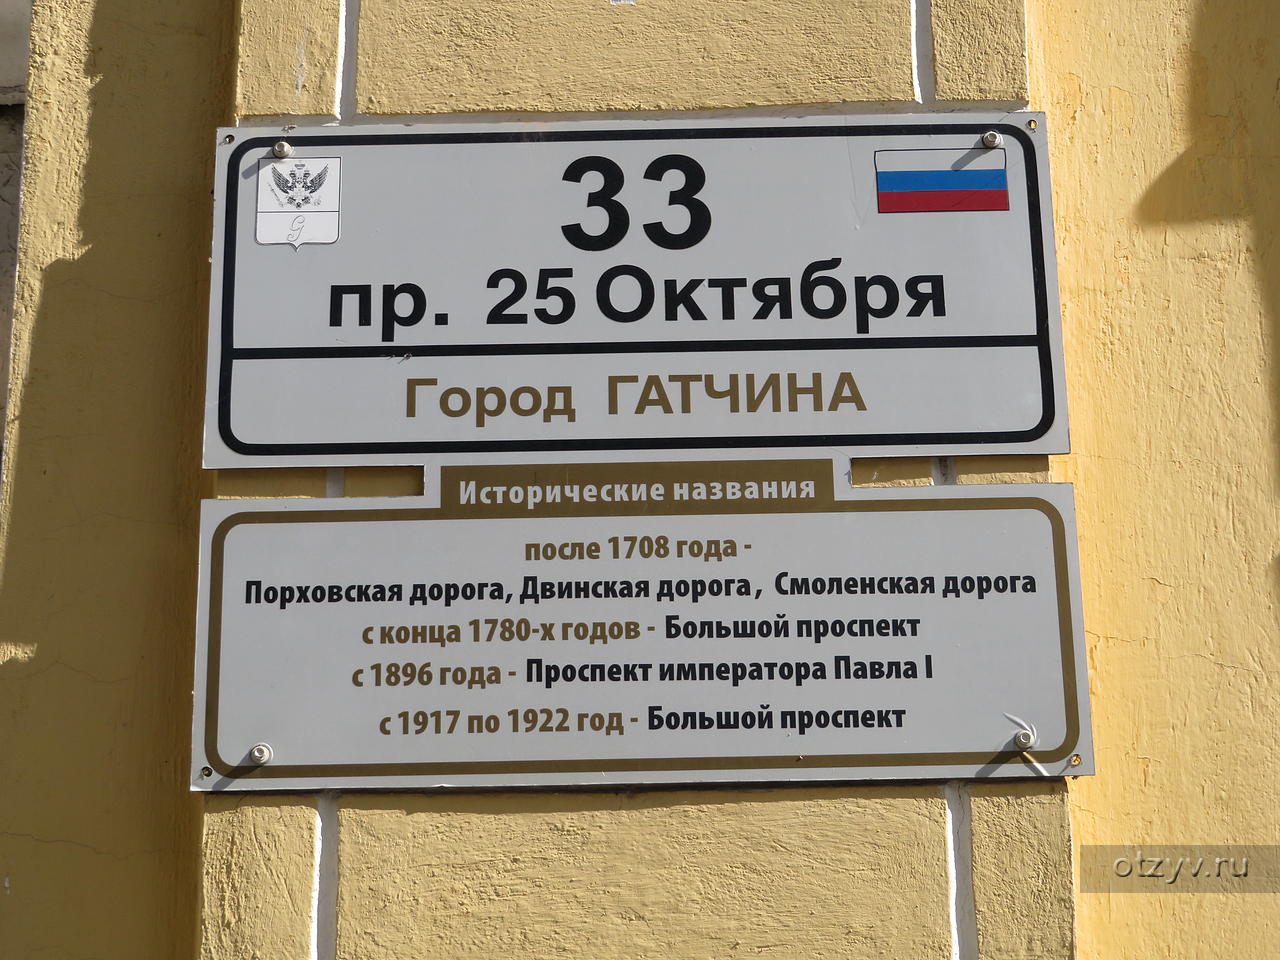 G
33
пр. 25 Октября
Город ГАТЧИНА
Исторические названия
после 1708 года -
Порховская дорога, Двинская дорога, Смоленская дорога
с конца 1780-х годов - Большой проспект
с 1896 года - Проспект императора Павла I
с 1917 по 1922 год - Большой проспект
otzyv.ru